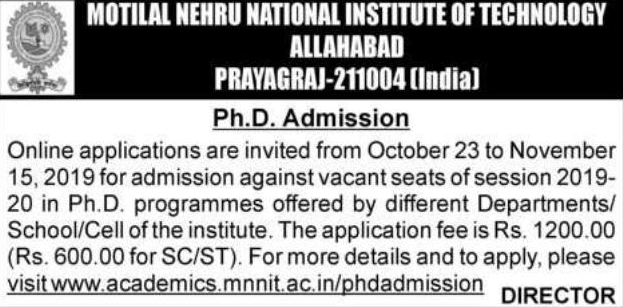 MOTILAL NEHRU NATIONAL INSTITUTE OF TECHNOLOGY
ALLAHABAD
PRAYAGRAJ-211004 (India)
Ph.D. Admission
Online applications are invited from October 23 to November
15, 2019 for admission against vacant seats of session 2019-
20 in Ph.D. programmes offered by different Departments/
School/Cell of the institute. The application fee is Rs. 1200.00
(Rs. 600.00 for SC/ST). For more details and to apply, please
visit www.academics.mnnit.ac.in/phdadmission
DIRECTOR